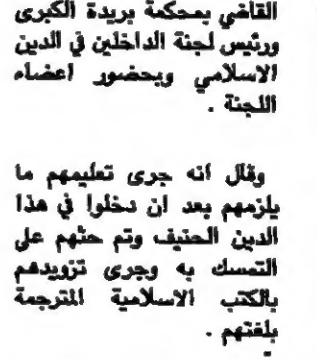 القاضي بمحكمة بريدة الكبرى
ورئيس لجنة الداخلين في الدين
الاسلامي وبحضور اعضاء
اللجنة .
وقال انه جرى تعليمهم ما
يلزمهم بعد ان دخلوا في هذا
الدين الحنيف وتم حثهم على
التمسك به وجرى تزويدهم
بالكتب الاسلامية المترجمة
بلغتهم .